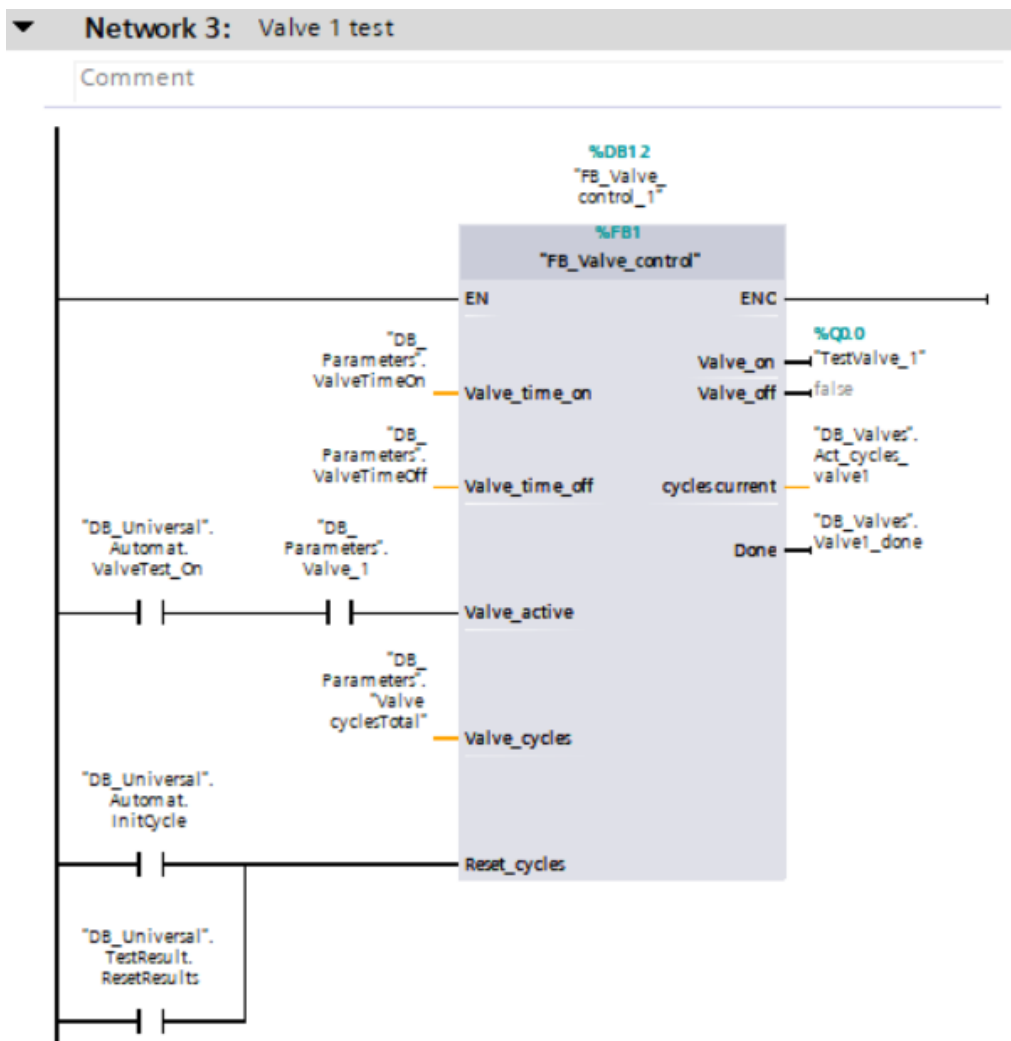 Network 3: Valve 1 test
Comment
%DB12
"FB_Valve_
control_1"
%FB1
"FB_Valve_control"
EN
ENC
"DB_
Parameters".
ValveTimeOn
Valve_time_on
Valve_on
%Q0.0
"TestValve_1"
Valve_off
false
"DB_
Parameters".
ValveTimeOff
Valve_time_off
cyclescurrent
"DB_Valves".
Act_cycles_
valve1
Done
"DB_Valves".
Valve1_done
"DB_Universal".
Automat.
ValveTest_On
"DB_
Parameters".
Valve_1
Valve_active
"DB_
Parameters".
"Valve
cyclesTotal"
Valve_cycles
"DB_Universal".
Automat.
InitCycle
Reset_cycles
"DB_Universal".
TestResult.
ResetResults